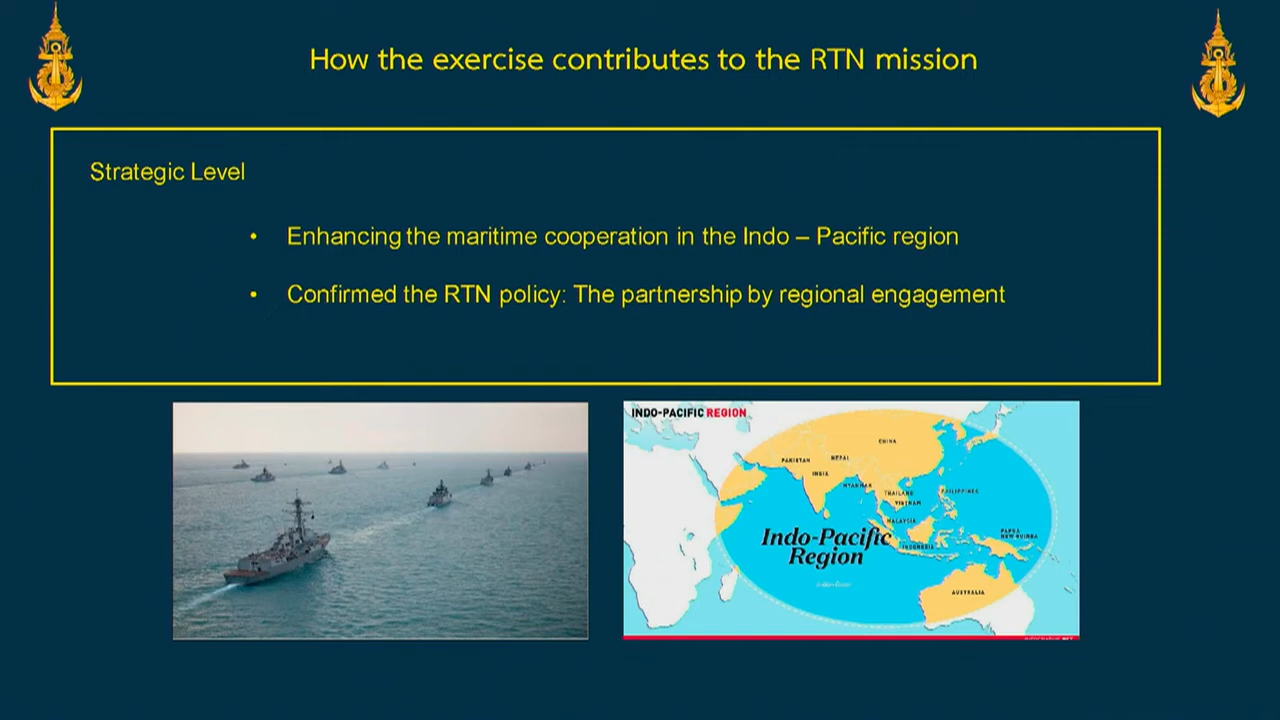 How the exercise contributes to the RTN mission
Strategic Level
• Enhancing the maritime cooperation in the Indo – Pacific region
• Confirmed the RTN policy: The partnership by regional engagement
INDO-PACIFIC REGION
CHINA
PAKISTAN
NEPAL
INDIA
MYANMAR
THAILAND
PHILIPPINES
VIETNAM
MALAYSIA
Indo-Pacific
Region
INDONESIA
PAPUA
NEW GUINEA
AUSTRALIA